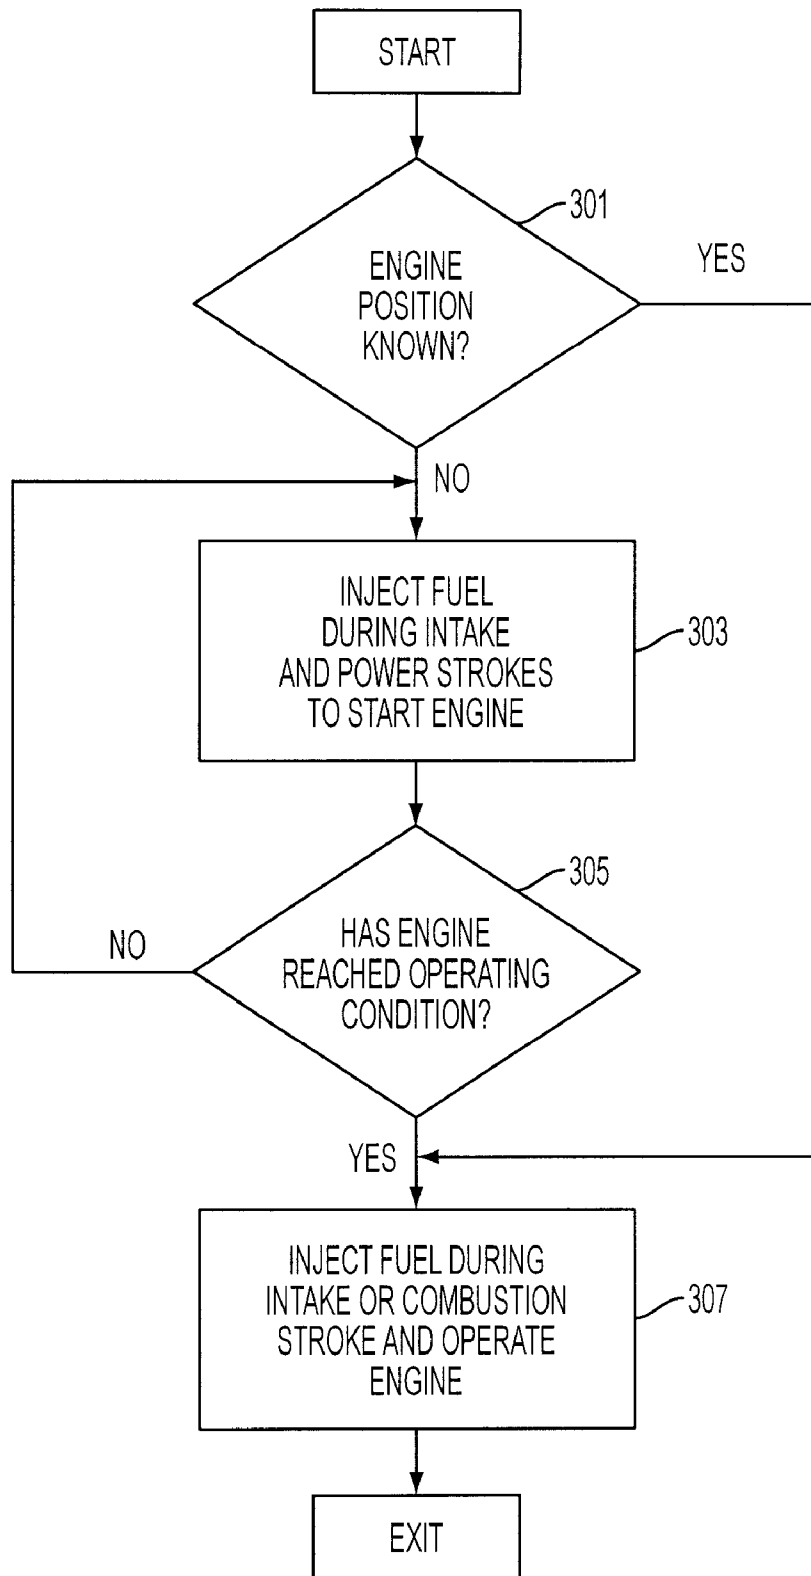 START
301
YES
ENGINE
POSITION
KNOWN?
NO
INJECT FUEL
DURING INTAKE
AND POWER STROKES
TO START ENGINE
303
305
NO
HAS ENGINE
REACHED OPERATING
CONDITION?
YES
INJECT FUEL DURING
INTAKE OR COMBUSTION
STROKE AND OPERATE
ENGINE
307
EXIT